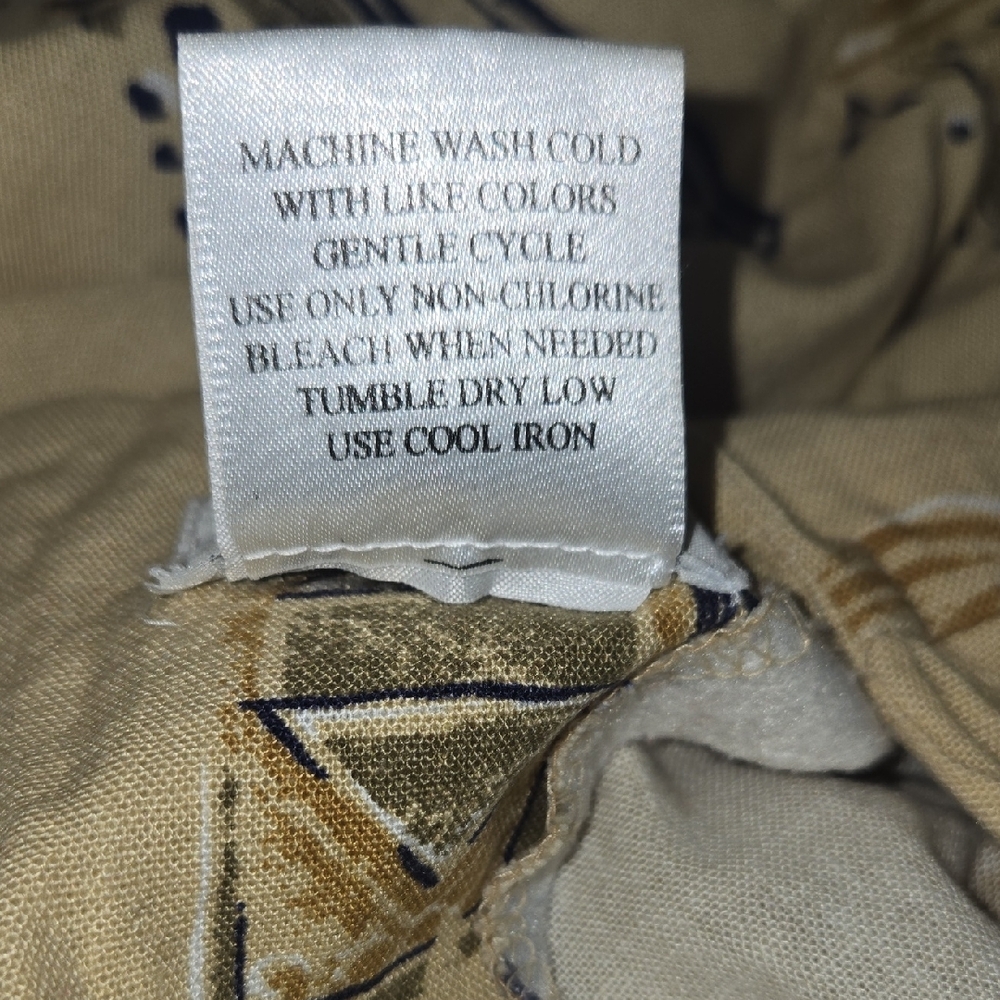 MACHINE WASH COLD
WITH LIKE COLORS
GENTLE CYCLE
USE ONLY NON-CHLORINE
BLEACH WHEN NEEDED
TUMBLE DRY LOW
USE COOL IRON